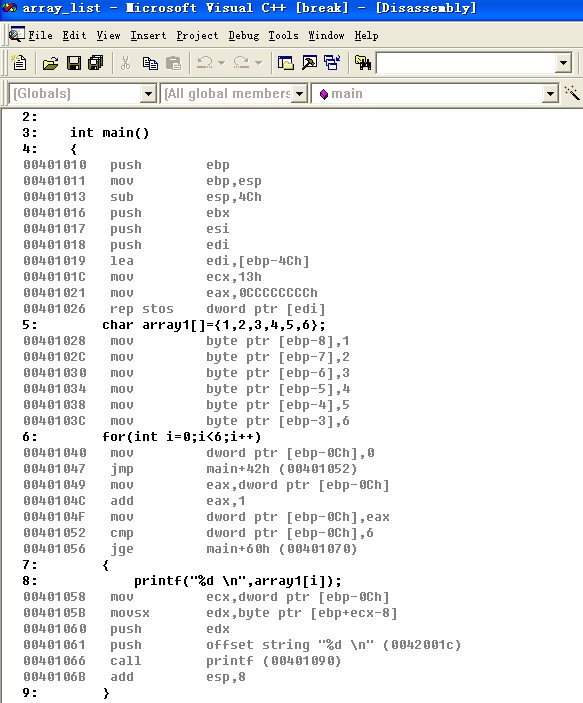 array_list - Microsoft Visual C++ [break] - [Disassembly]
File Edit View Insert Project Debug Tools Window Help
(Globals) [All global members main
2:
3: int main()
4: {
00401010 push ebp
00401011 mov ebp,esp
00401013 sub esp,4Ch
00401016 push ebx
00401017 push esi
00401018 push edi
00401019 lea edi,[ebp-4Ch]
0040101C mov ecx,13h
00401021 mov eax,0CCCCCCCCh
00401026 rep stos dword ptr [edi]
5: char array1[]={1,2,3,4,5,6};
00401028 mov byte ptr [ebp-8],1
0040102C mov byte ptr [ebp-7],2
00401030 mov byte ptr [ebp-6],3
00401034 mov byte ptr [ebp-5],4
00401038 mov byte ptr [ebp-4],5
0040103C mov byte ptr [ebp-3],6
6: for(int i=0;i<6;i++)
00401040 mov dword ptr [ebp-0Ch],0
00401047 jmp main+42h (00401052)
00401049 mov eax,dword ptr [ebp-0Ch]
0040104C add eax,1
0040104F mov dword ptr [ebp-0Ch],eax
00401052 cmp dword ptr [ebp-0Ch],6
00401056 jge main+60h (00401070)
7: {
8: printf("%d \n",array1[i]);
00401058 mov ecx,dword ptr [ebp-0Ch]
0040105B movsx edx,byte ptr [ebp+ecx-8]
00401060 push edx
00401061 push offset string "%d \n" (0042001c)
00401066 call printf (00401090)
0040106B add esp,8
9: }